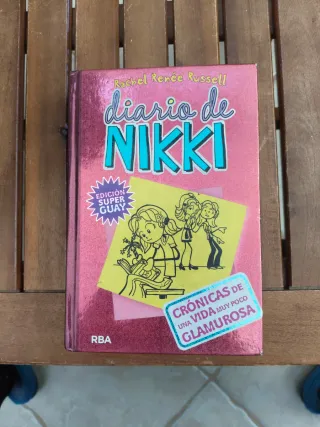 Rachel Renée Russell
diario de
NIKKI
EDICIÓN
SUPER
GUAY
CRÓNICAS DE
UNA VIDA MUY POCO
GLAMUROSA
RBA